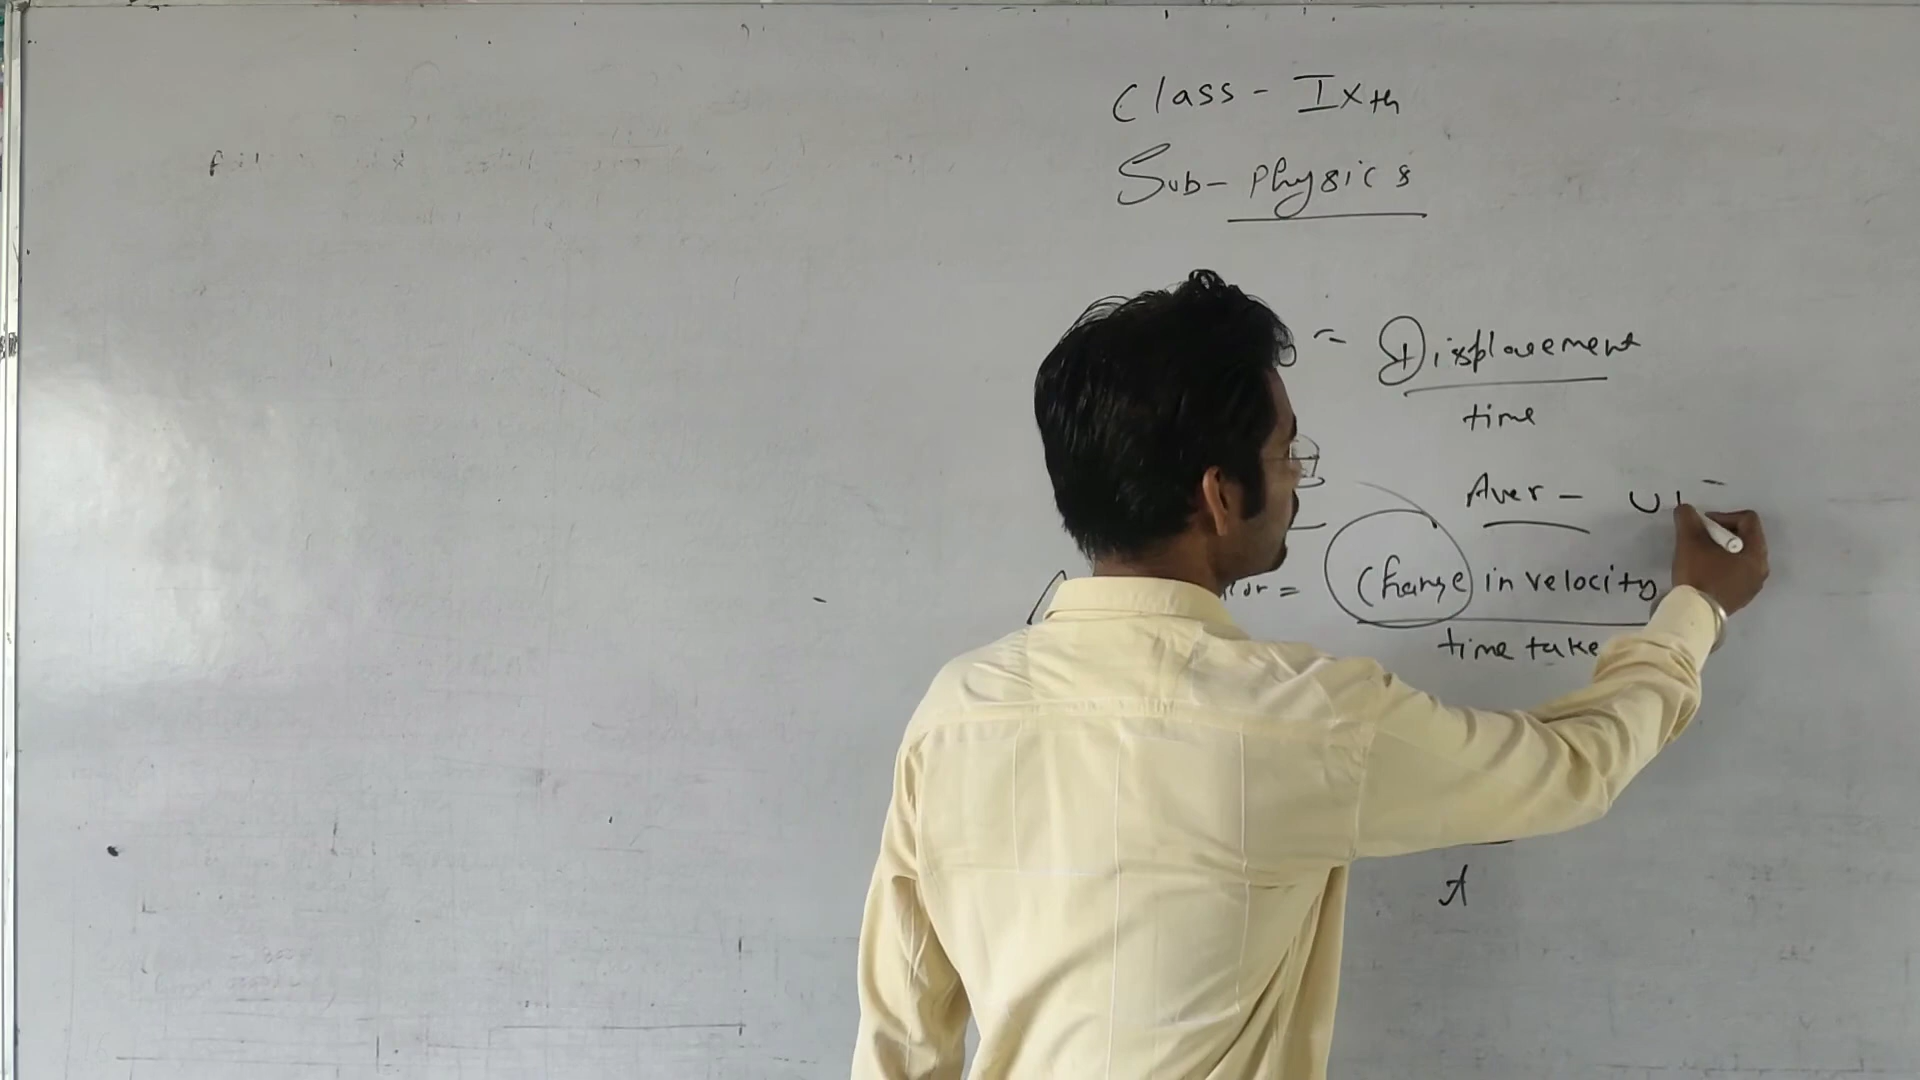 Class - IXth
Sub - Physics
= Displacement
time
Aver -
= Change in velocity
time take